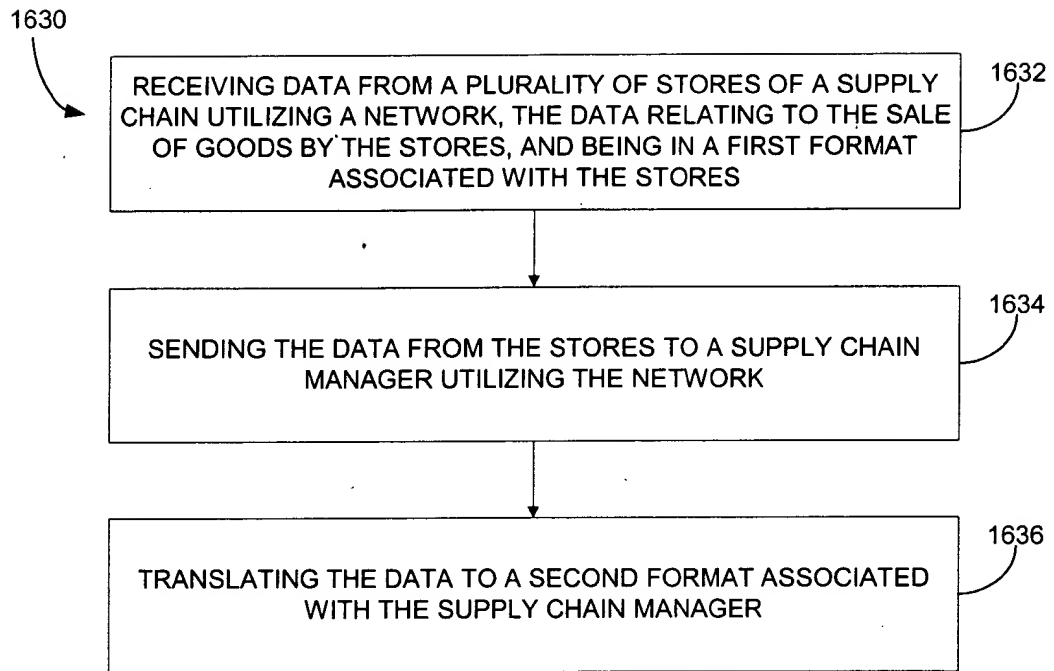 1630
RECEIVING DATA FROM A PLURALITY OF STORES OF A SUPPLY
CHAIN UTILIZING A NETWORK, THE DATA RELATING TO THE SALE
OF GOODS BY THE STORES, AND BEING IN A FIRST FORMAT
ASSOCIATED WITH THE STORES
1632
SENDING THE DATA FROM THE STORES TO A SUPPLY CHAIN
MANAGER UTILIZING THE NETWORK
1634
TRANSLATING THE DATA TO A SECOND FORMAT ASSOCIATED
WITH THE SUPPLY CHAIN MANAGER
1636